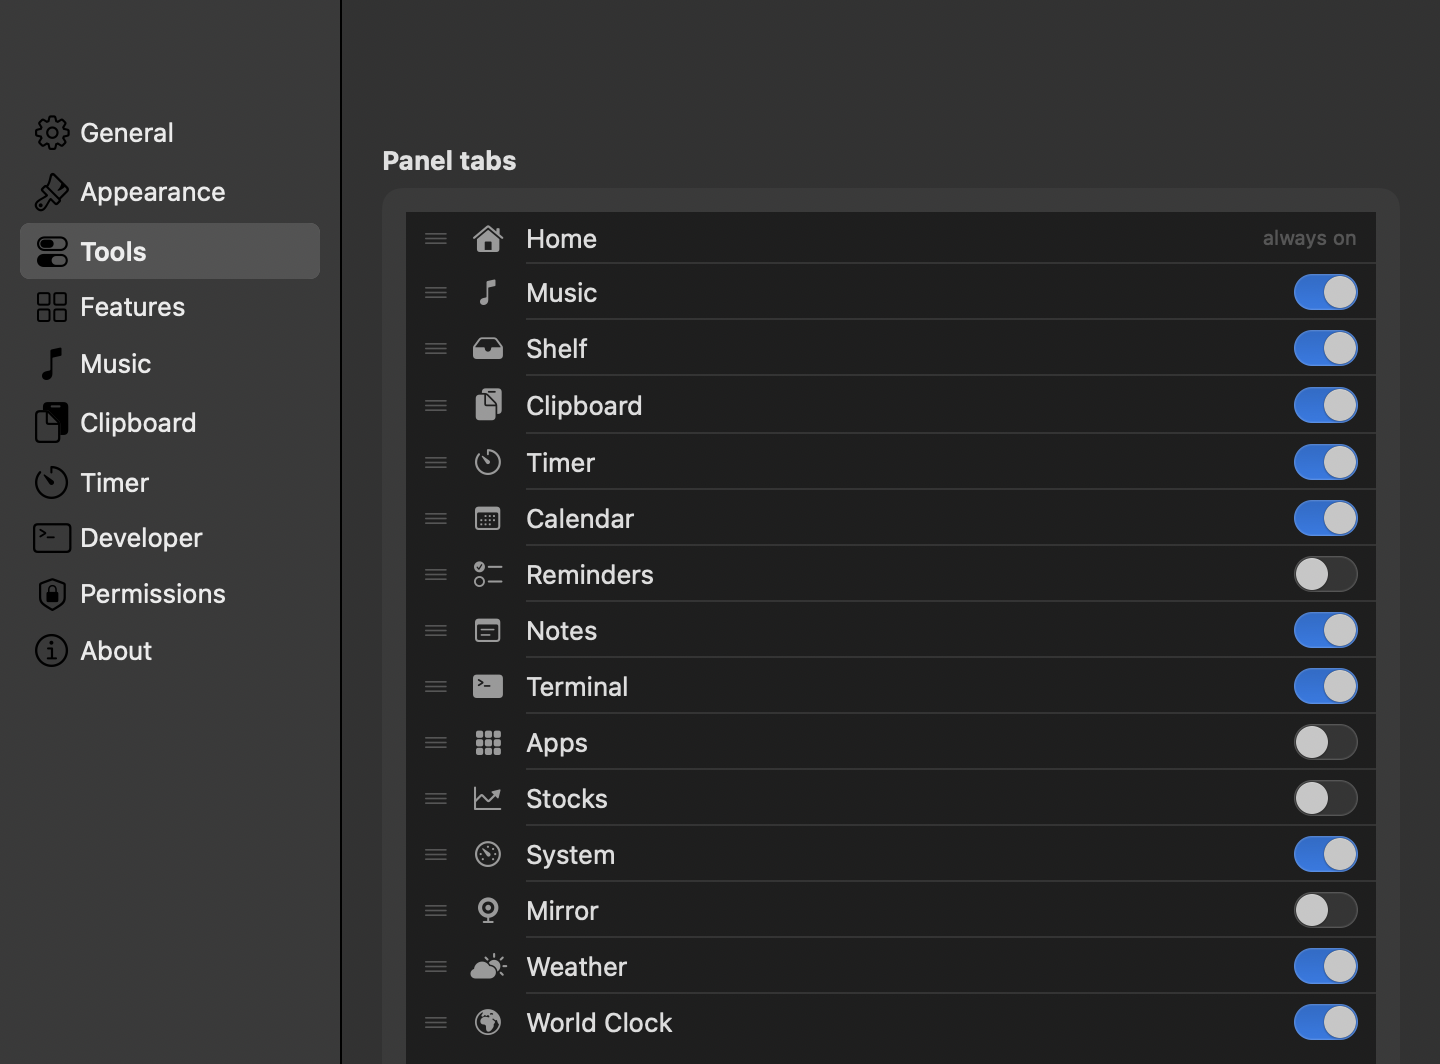 General
Appearance
Tools
Features
Music
Clipboard
Timer
Developer
Permissions
About
Panel tabs
Home always on
Music
Shelf
Clipboard
Timer
Calendar
Reminders
Notes
Terminal
Apps
Stocks
System
Mirror
Weather
World Clock